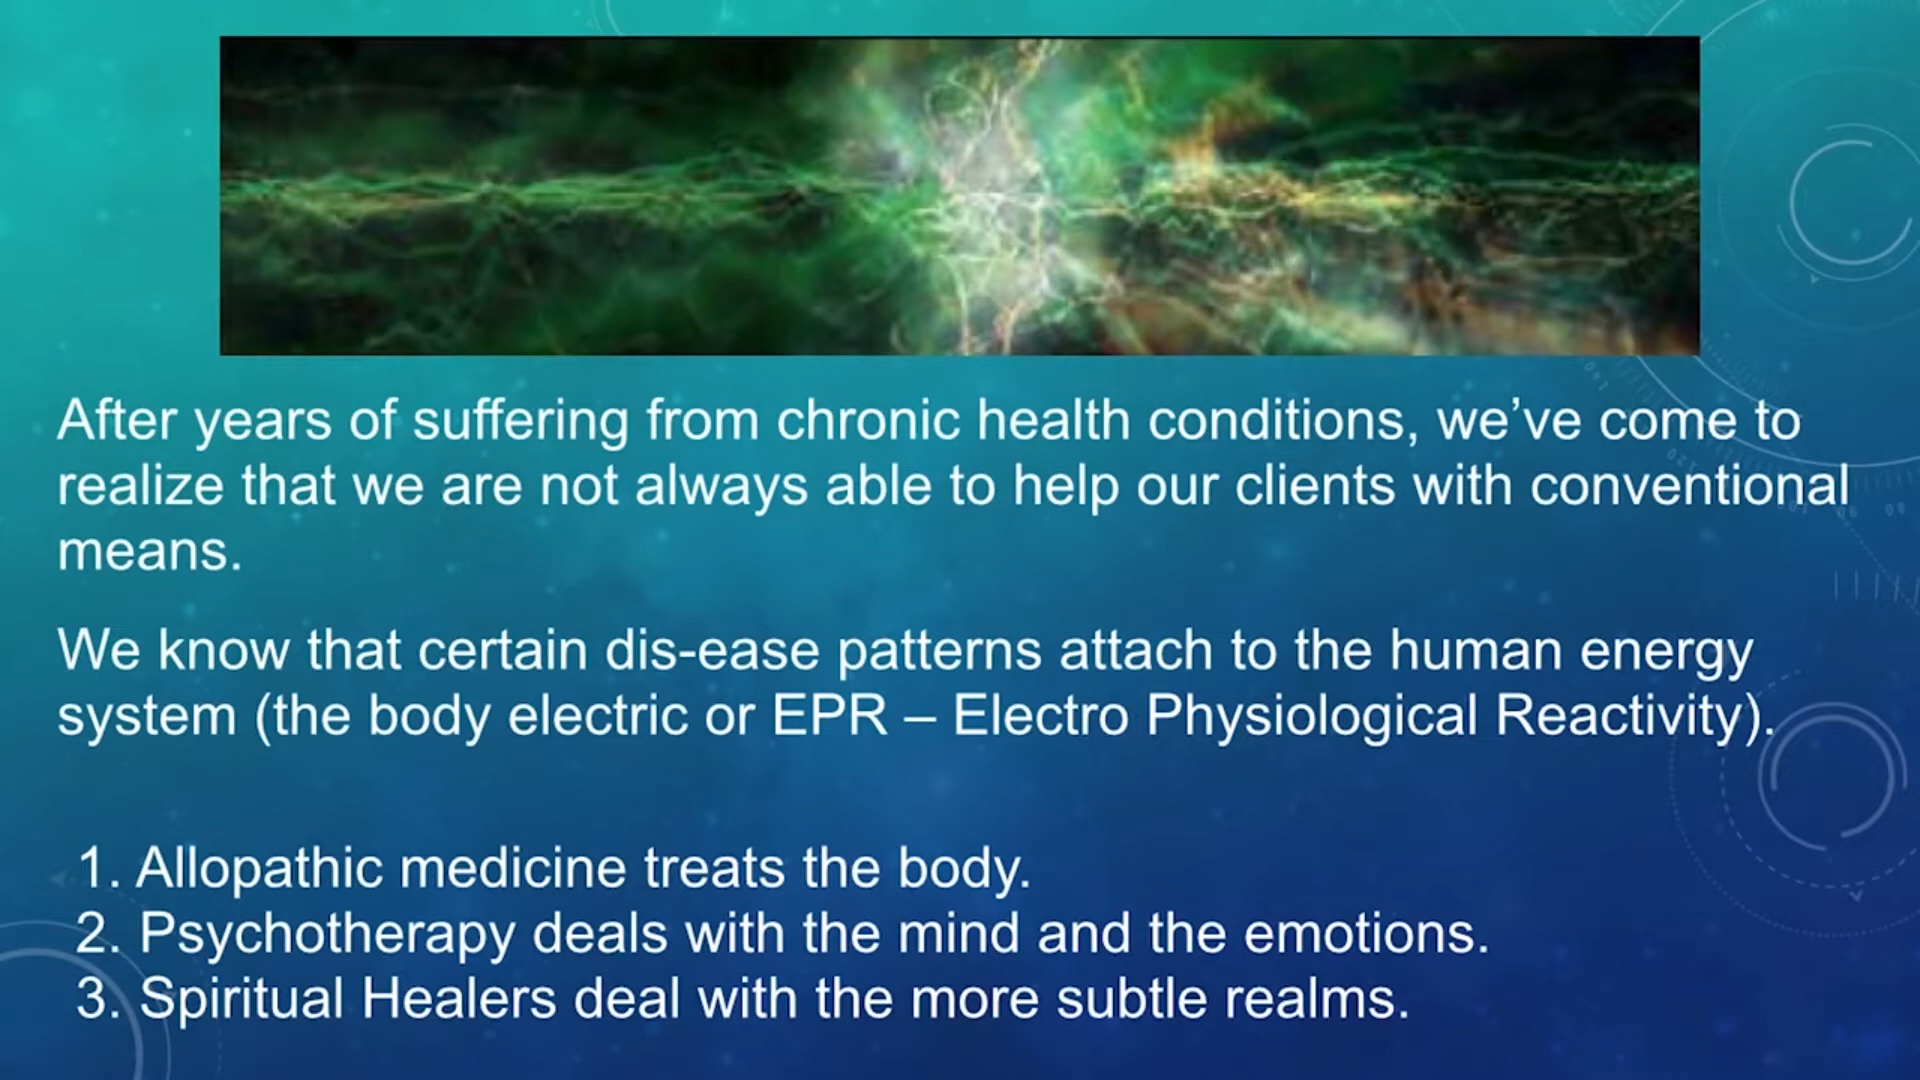 After years of suffering from chronic health conditions, we’ve come to
realize that we are not always able to help our clients with conventional
means.
We know that certain dis-ease patterns attach to the human energy
system (the body electric or EPR – Electro Physiological Reactivity).
1. Allopathic medicine treats the body.
2. Psychotherapy deals with the mind and the emotions.
3. Spiritual Healers deal with the more subtle realms.